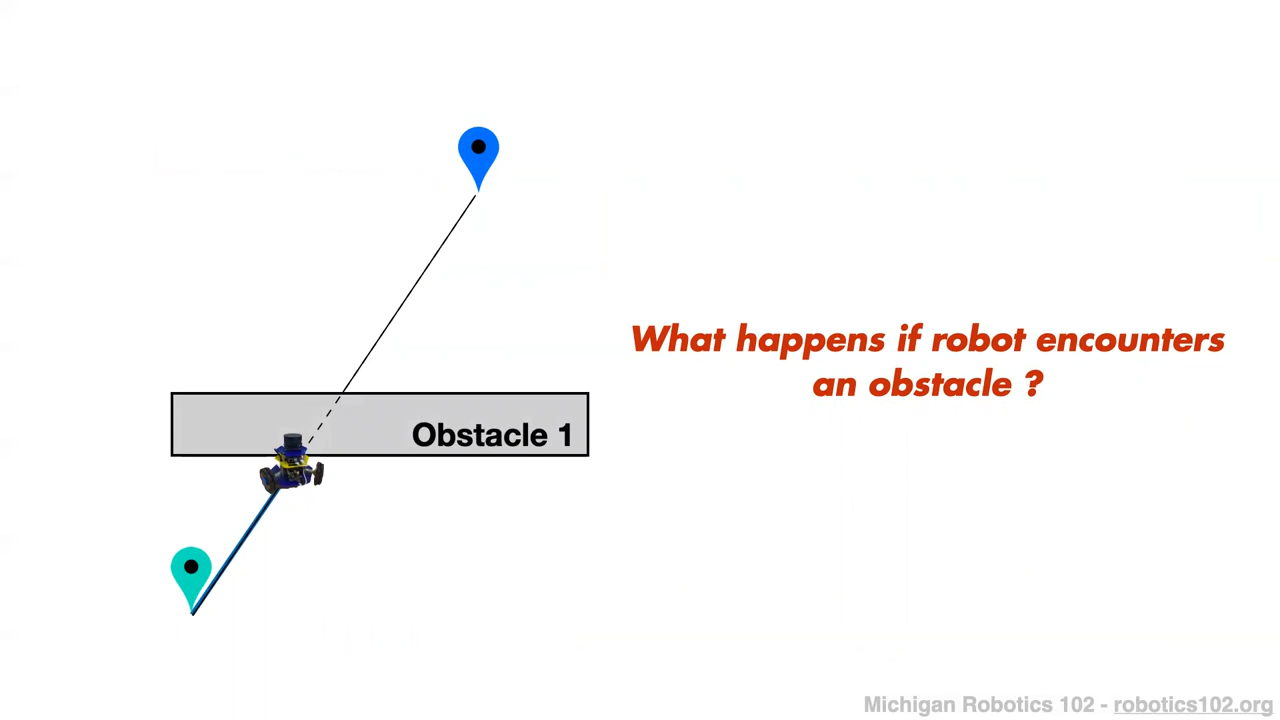 What happens if robot encounters
an obstacle ?
Obstacle 1
Michigan Robotics 102 - robotics102.org